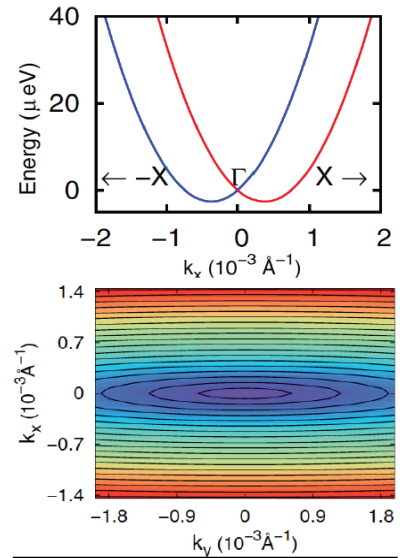 40
20
0
Energy (μeV)
← −X
Γ
X →
−2
−1
0
1
2
kₓ (10⁻³ Å⁻¹)
1.4
0.7
0
−0.7
−1.4
kₓ (10⁻³ Å⁻¹)
−1.8
−0.9
0
0.9
1.8
k_y (10⁻³ Å⁻¹)